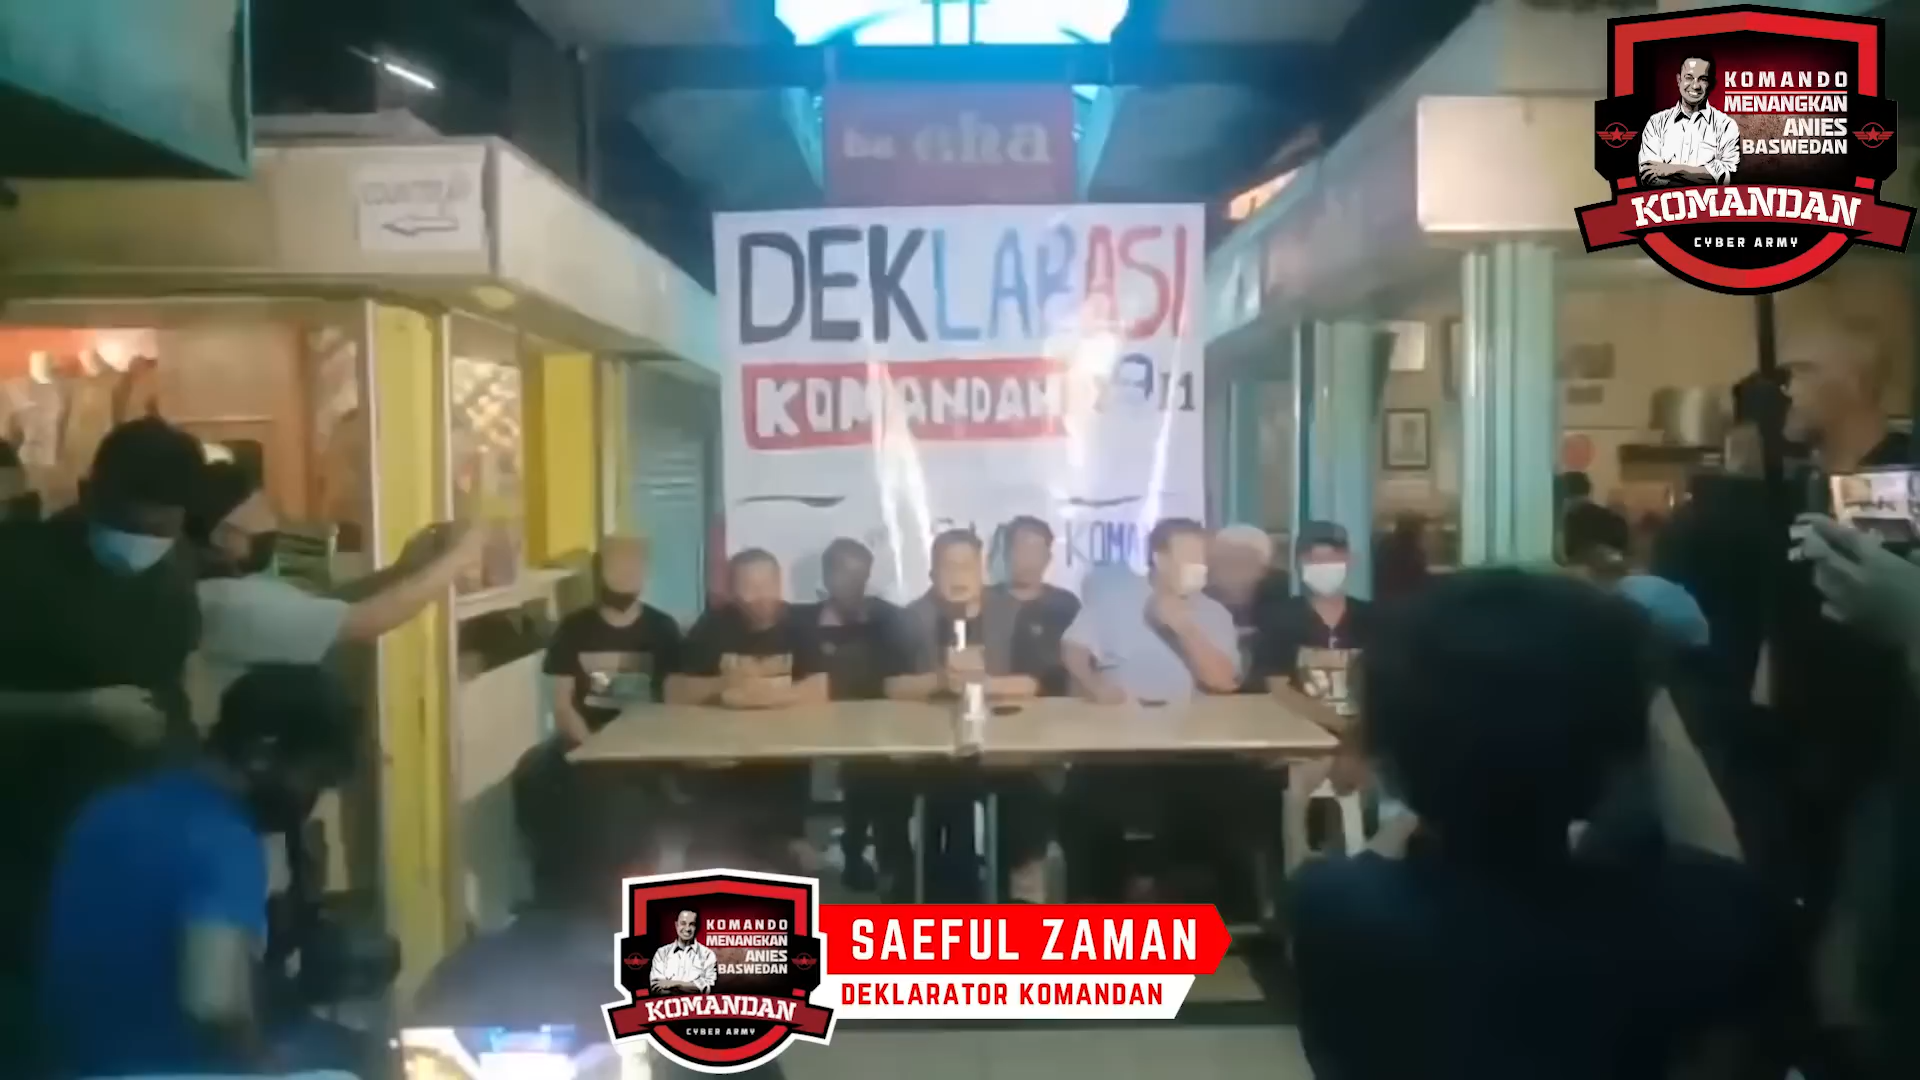 KOMANDO
MENANGKAN
ANIES
BASWEDAN
KOMANDAN
CYBER ARMY
DEKLARASI
KOMANDAN
KOMANDO
MENANGKAN
ANIES
BASWEDAN
KOMANDAN
CYBER ARMY
SAEFUL ZAMAN
DEKLARATOR KOMANDAN